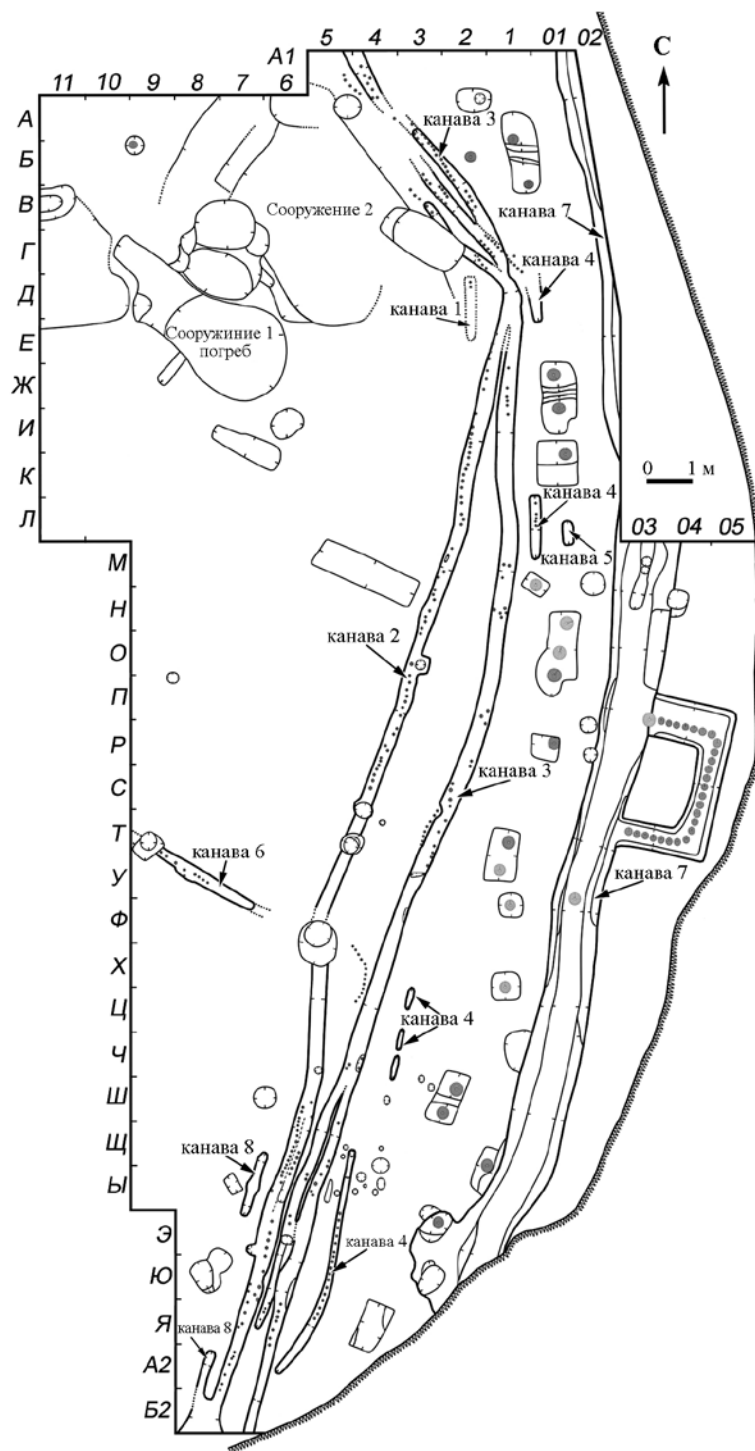 А1
5 4 3 2 1 01 02
11 10 9 8 7 6
С
А
Б
В
Г
Д
Е
Ж
И
К
Л
М
Н
О
П
Р
С
Т
У
Ф
Х
Ц
Ч
Ш
Щ
Ы
Э
Ю
Я
А2
Б2
канава 3
Сооружение 2
канава 7
канава 4
канава 1
Сооружиние 1
погреб
0 1 м
канава 4
03 04 05
канава 5
канава 2
канава 3
канава 6
канава 7
канава 4
канава 8
канава 4
канава 8